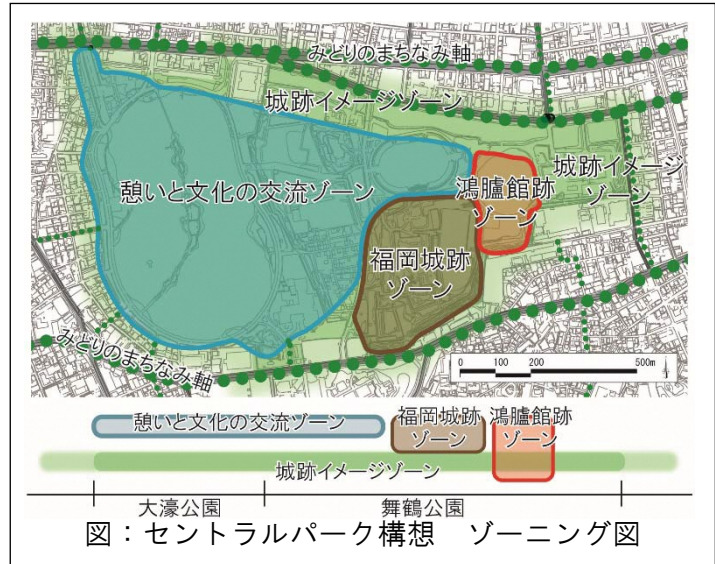 みどりのまちなみ軸
城跡イメージゾーン
城跡イメージ
ゾーン
憩いと文化の交流ゾーン
鴻臚館跡
ゾーン
福岡城跡
ゾーン
みどりのまちなみ軸
0 100 200 500m
憩いと文化の交流ゾーン
福岡城跡
ゾーン
鴻臚館跡
ゾーン
城跡イメージゾーン
大濠公園
舞鶴公園
図：セントラルパーク構想 ゾーニング図